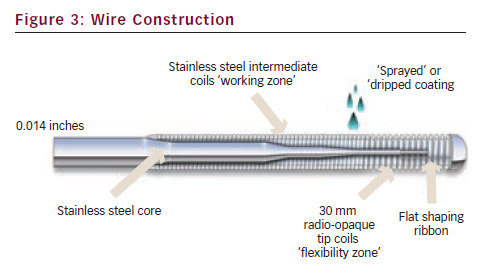 Figure 3: Wire Construction
Stainless steel intermediate
coils 'working zone'
'Sprayed' or
'dripped coating
0.014 inches
Stainless steel core
30 mm
radio-opaque
tip coils
'flexibility zone'
Flat shaping
ribbon